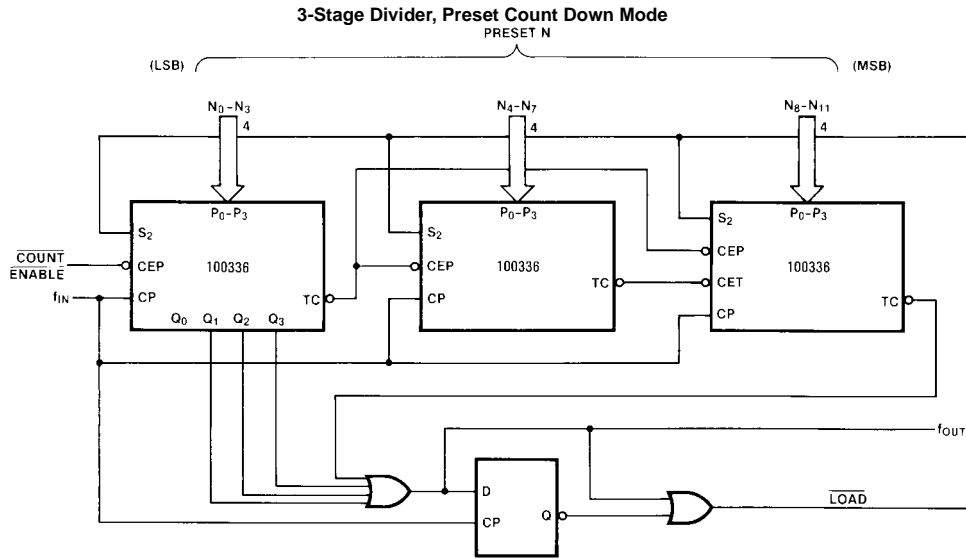 3-Stage Divider, Preset Count Down Mode
PRESET N
(LSB)
(MSB)
N0-N3
4
N4-N7
4
N8-N11
4
P0-P3
S2
CEP
100336
CP
TC
Q0 Q1 Q2 Q3
COUNT
ENABLE
fIN
P0-P3
S2
CEP
100336
CP
TC
P0-P3
S2
CEP
100336
CET
CP
TC
fOUT
D
CP
Q
LOAD